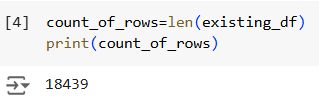 [4] count_of_rows=len(existing_df)
print(count_of_rows)
18439